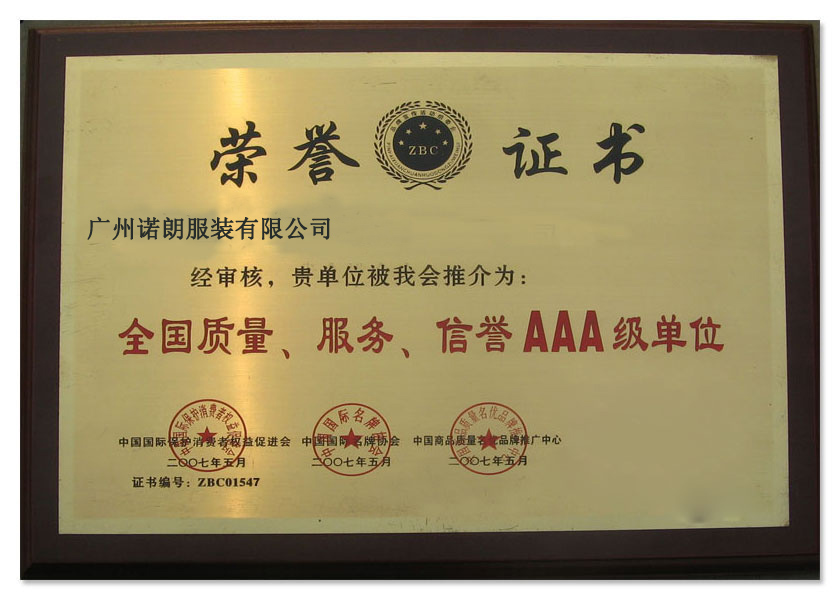 荣誉 ZBC 证书
广州诺朗服装有限公司
经审核，贵单位被我会推介为：
全国质量、服务、信誉AAA级单位
中国国际保护消费者权益促进会 中国国际名牌协会 中国商品质量名优品牌推广中心
二〇〇七年五月 二〇〇七年五月 二〇〇七年五月
证书编号：ZBC01547